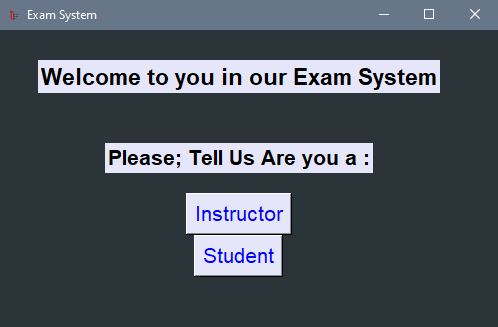 Exam System
Welcome to you in our Exam System
Please; Tell Us Are you a :
Instructor
Student